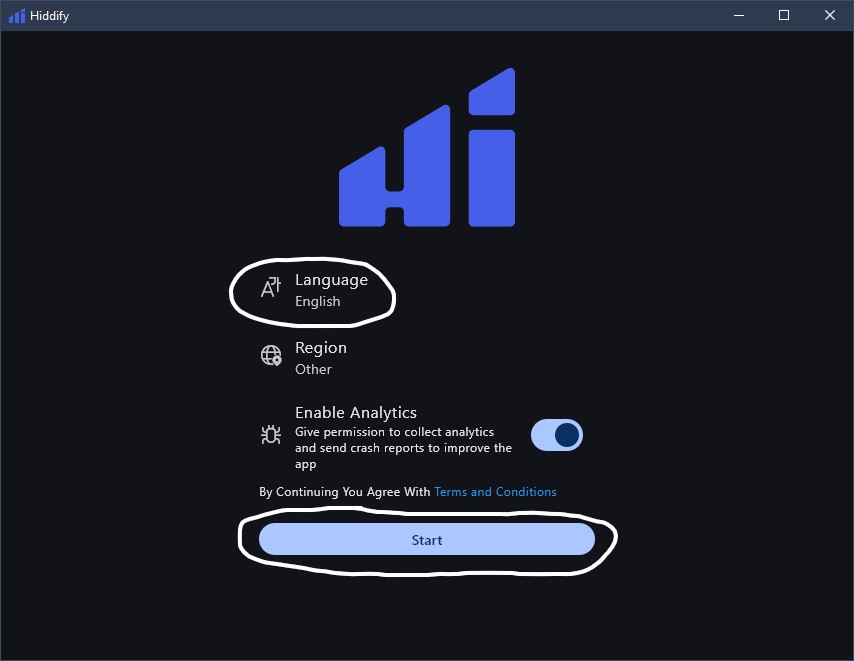 Hiddify
Hi
Language
English
Region
Other
Enable Analytics
Give permission to collect analytics
and send crash reports to improve the
app
By Continuing You Agree With Terms and Conditions
Start